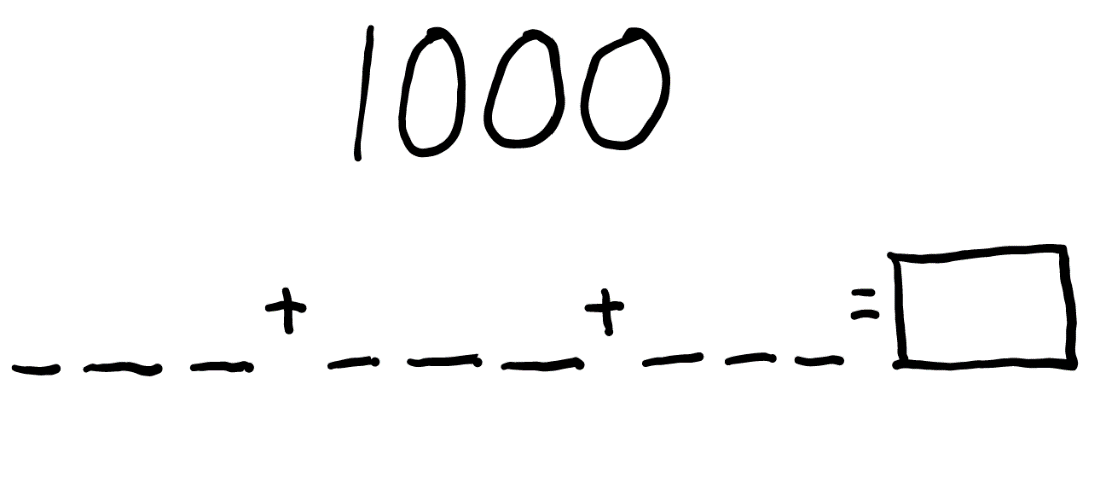 1000
_ _ _ + _ _ _ + _ _ _ = □